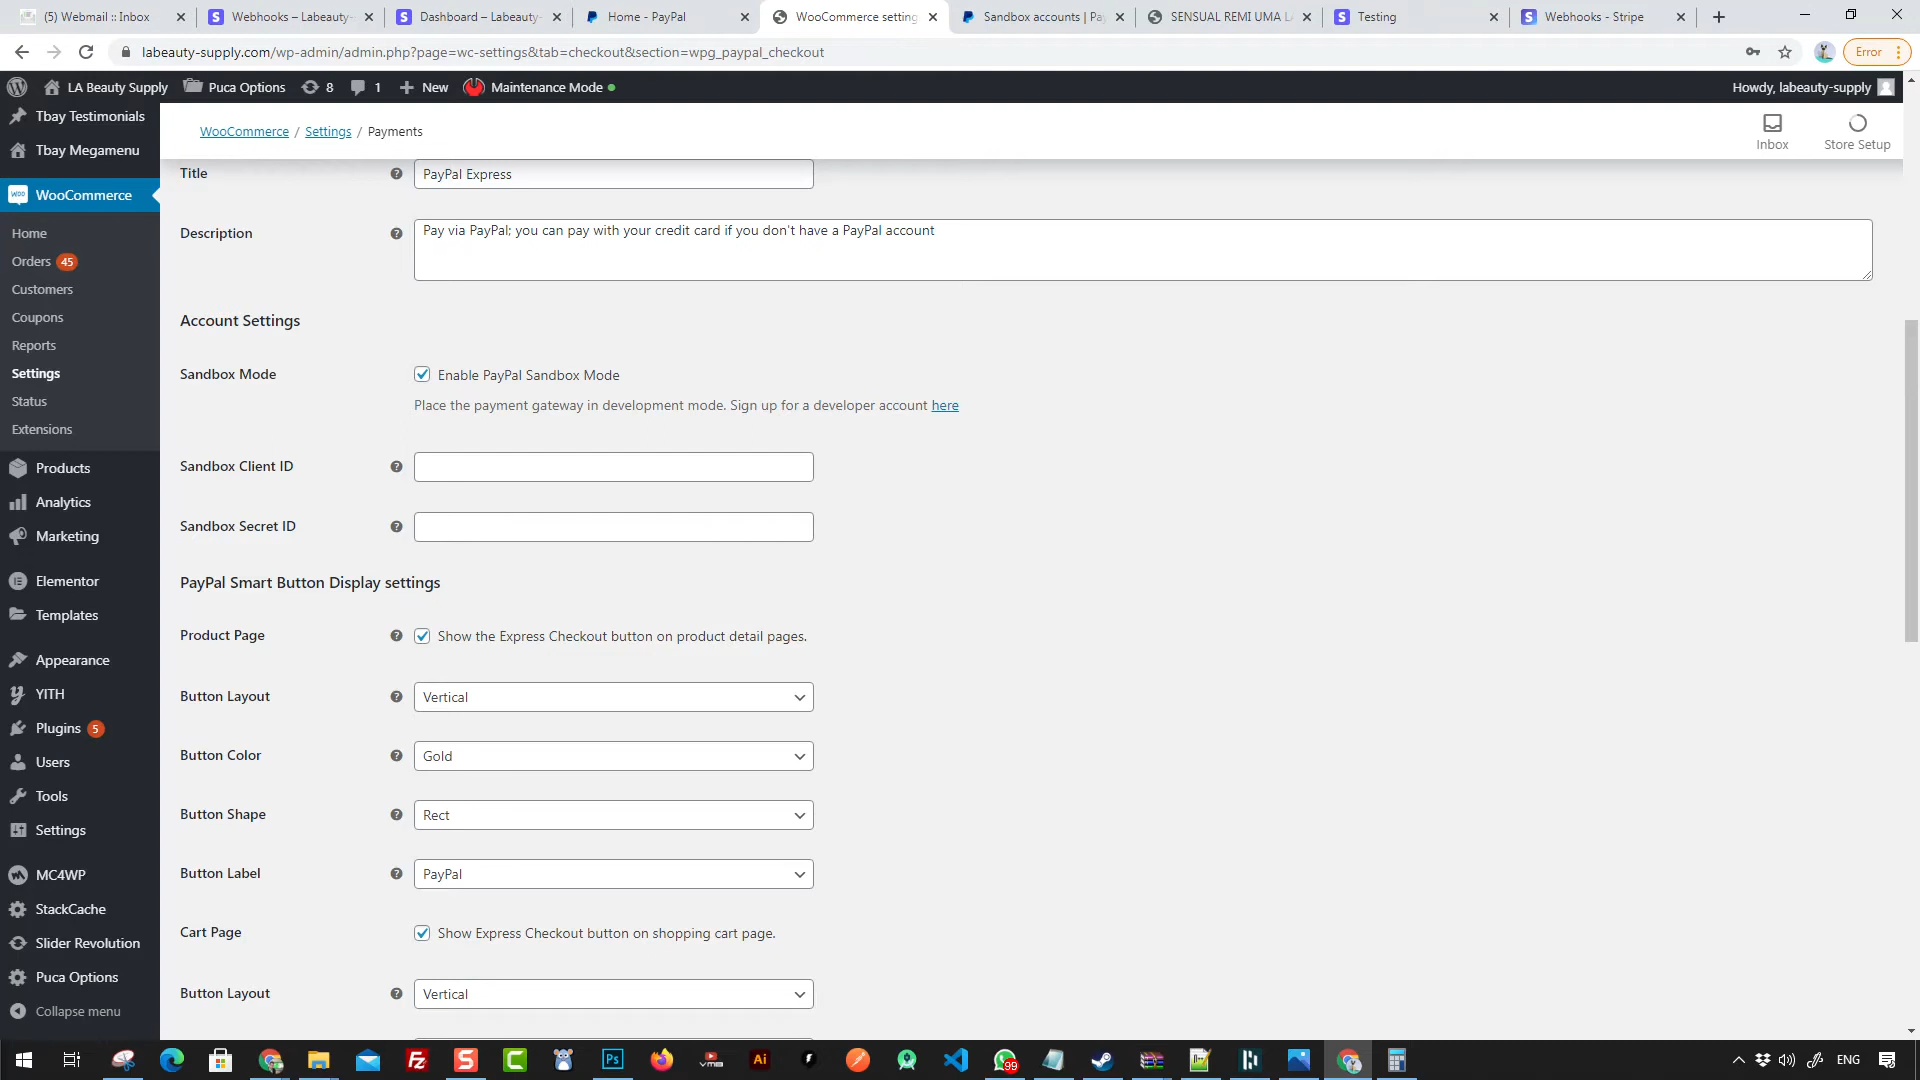 (5) Webmail :: Inbox
Webhooks – Labeauty-
Dashboard – Labeauty-
Home - PayPal
WooCommerce setting
Sandbox accounts | Pay
SENSUAL REMI UMA LA
Testing
Webhooks - Stripe
labeauty-supply.com/wp-admin/admin.php?page=wc-settings&tab=checkout&section=wpg_paypal_checkout
Error
LA Beauty Supply
Puca Options
8
1
New
Maintenance Mode
Howdy, labeauty-supply
Tbay Testimonials
Tbay Megamenu
WooCommerce
Home
Orders 45
Customers
Coupons
Reports
Settings
Status
Extensions
Products
Analytics
Marketing
Elementor
Templates
Appearance
YITH
Plugins 5
Users
Tools
Settings
MC4WP
StackCache
Slider Revolution
Puca Options
Collapse menu
WooCommerce / Settings / Payments
Inbox
Store Setup
Title
PayPal Express
Description
Pay via PayPal; you can pay with your credit card if you don't have a PayPal account
Account Settings
Sandbox Mode
Enable PayPal Sandbox Mode
Place the payment gateway in development mode. Sign up for a developer account here
Sandbox Client ID
Sandbox Secret ID
PayPal Smart Button Display settings
Product Page
Show the Express Checkout button on product detail pages.
Button Layout
Vertical
Button Color
Gold
Button Shape
Rect
Button Label
PayPal
Cart Page
Show Express Checkout button on shopping cart page.
Button Layout
Vertical
99
ENG